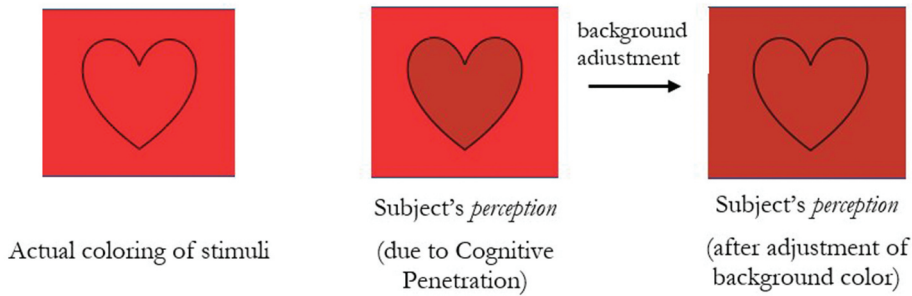 background
adjustment
Actual coloring of stimuli
Subject's perception
(due to Cognitive
Penetration)
Subject's perception
(after adjustment of
background color)